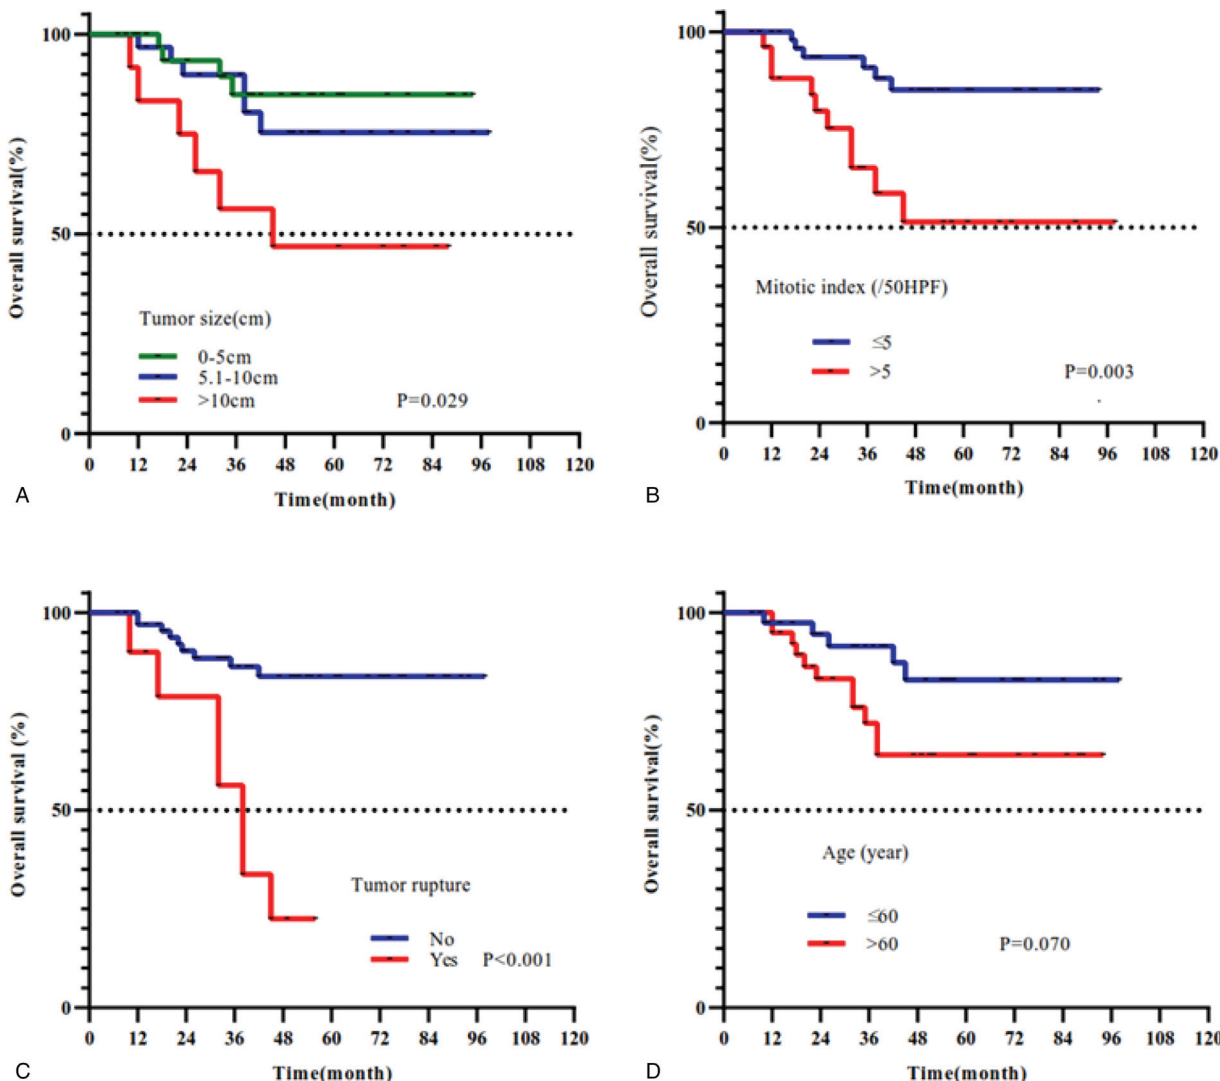 100
50
0
Overall survival(%)
Tumor size(cm)
0-5cm
5.1-10cm
>10cm P=0.029
0 12 24 36 48 60 72 84 96 108 120
Time(month)
A
100
50
0
Overall survival(%)
Mitotic index (/50HPF)
≤5
>5 P=0.003
0 12 24 36 48 60 72 84 96 108 120
Time(month)
B
100
50
0
Overall survival (%)
Tumor rupture
No
Yes P<0.001
0 12 24 36 48 60 72 84 96 108 120
Time(month)
C
100
50
0
Overall survival(%)
Age (year)
≤60
>60 P=0.070
0 12 24 36 48 60 72 84 96 108 120
Time(month)
D